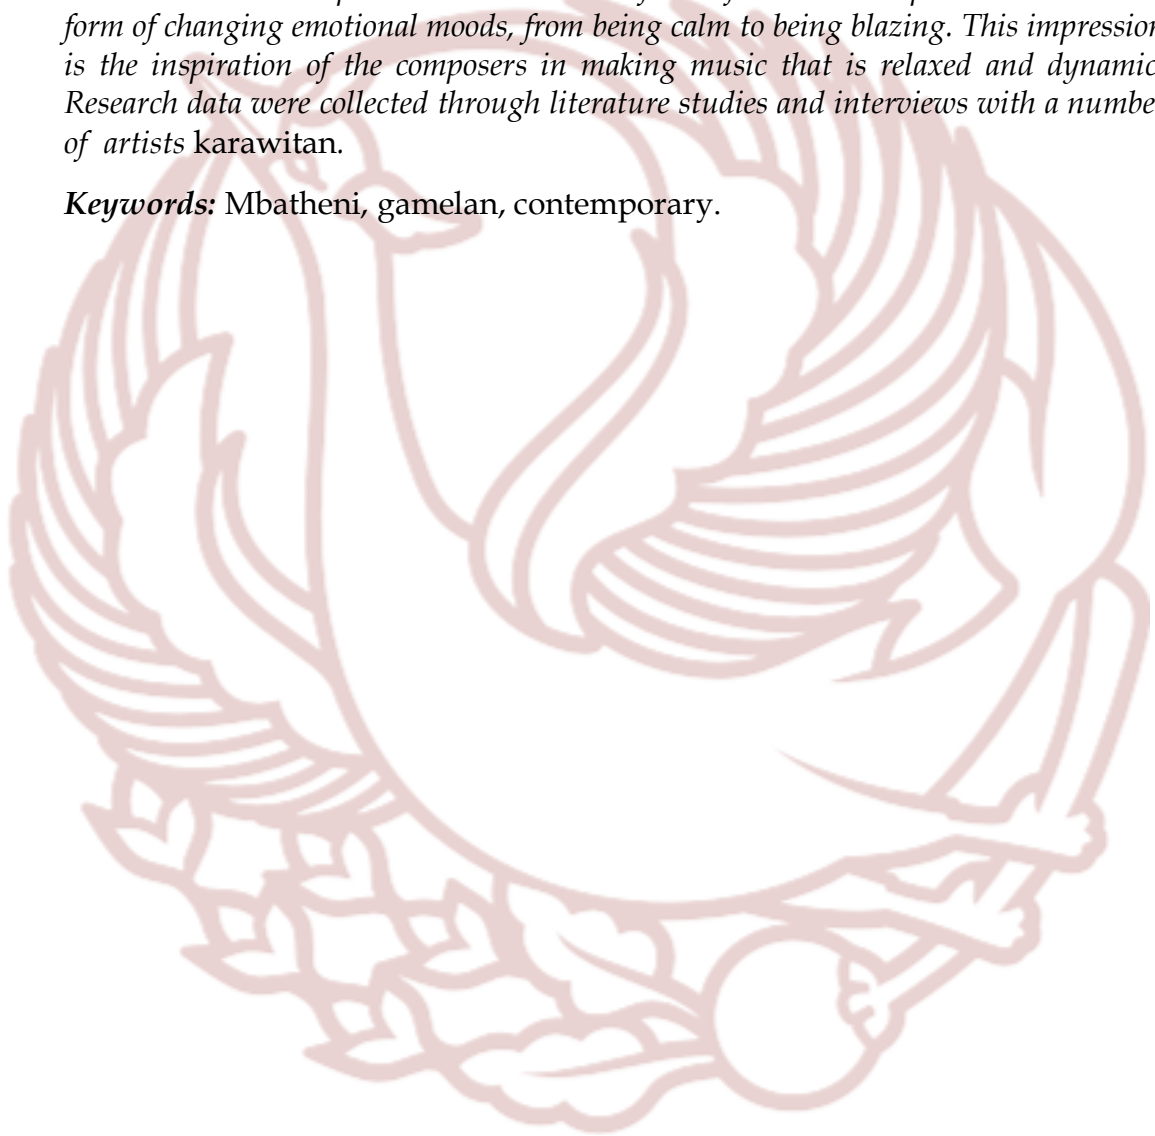 form of changing emotional moods, from being calm to being blazing. This impression
is the inspiration of the composers in making music that is relaxed and dynamic
Research data were collected through literature studies and interviews with a numbe
of artists karawitan.
Keywords: Mbatheni, gamelan, contemporary.